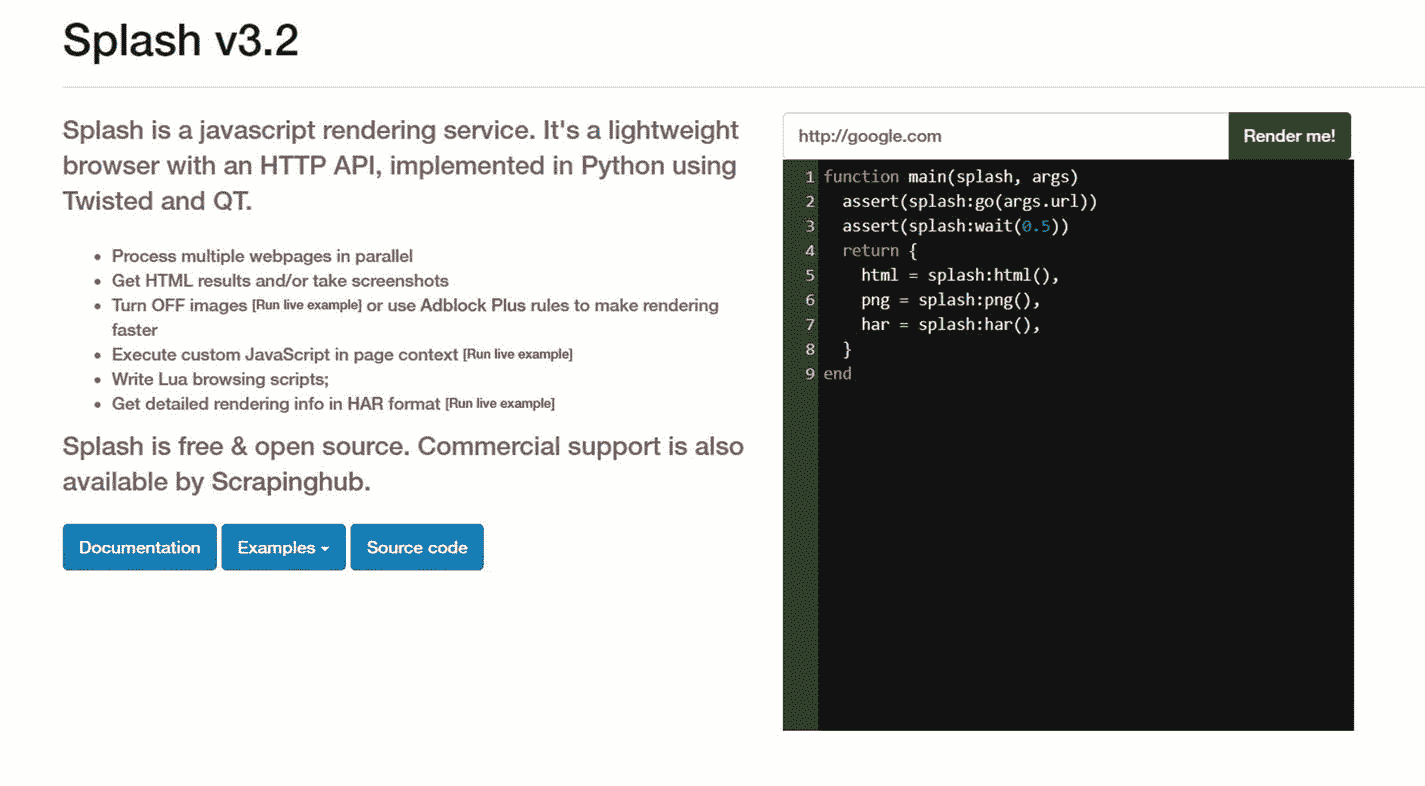 Splash v3.2
Splash is a javascript rendering service. It's a lightweight
browser with an HTTP API, implemented in Python using
Twisted and QT.
• Process multiple webpages in parallel
• Get HTML results and/or take screenshots
• Turn OFF images [Run live example] or use Adblock Plus rules to make rendering
faster
• Execute custom JavaScript in page context [Run live example]
• Write Lua browsing scripts;
• Get detailed rendering info in HAR format [Run live example]
Splash is free & open source. Commercial support is also
available by Scrapinghub.
Documentation
Examples
Source code
http://google.com
Render me!
1 function main(splash, args)
2   assert(splash:go(args.url))
3   assert(splash:wait(0.5))
4   return {
5     html = splash:html(),
6     png = splash:png(),
7     har = splash:har(),
8   }
9 end